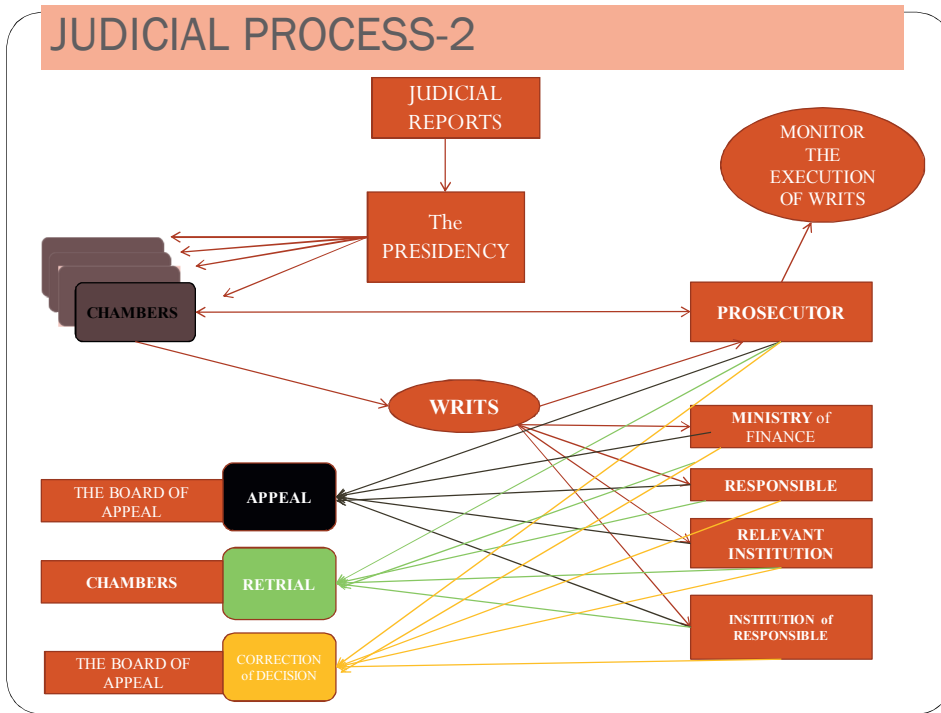 JUDICIAL PROCESS-2
JUDICIAL
REPORTS
MONITOR
THE
EXECUTION
OF WRITS
The
PRESIDENCY
CHAMBERS
PROSECUTOR
WRITS
MINISTRY of
FINANCE
THE BOARD OF
APPEAL
APPEAL
RESPONSIBLE
RELEVANT
INSTITUTION
CHAMBERS
RETRIAL
INSTITUTION of
RESPONSIBLE
THE BOARD OF
APPEAL
CORRECTION
of DECISION